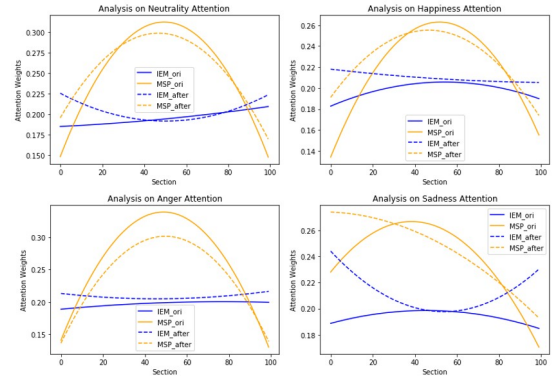 Analysis on Neutrality Attention
Attention Weights
0.300
0.275
0.250
0.225
0.200
0.175
0.150
IEM_ori
MSP_ori
IEM_after
MSP_after
0 20 40 60 80 100
Section
Analysis on Happiness Attention
Attention Weights
0.26
0.24
0.22
0.20
0.18
0.16
0.14
IEM_ori
MSP_ori
IEM_after
MSP_after
0 20 40 60 80 100
Section
Analysis on Anger Attention
Attention Weights
0.30
0.25
0.20
0.15
IEM_ori
MSP_ori
IEM_after
MSP_after
0 20 40 60 80 100
Section
Analysis on Sadness Attention
Attention Weights
0.26
0.24
0.22
0.20
0.18
IEM_ori
MSP_ori
IEM_after
MSP_after
0 20 40 60 80 100
Section